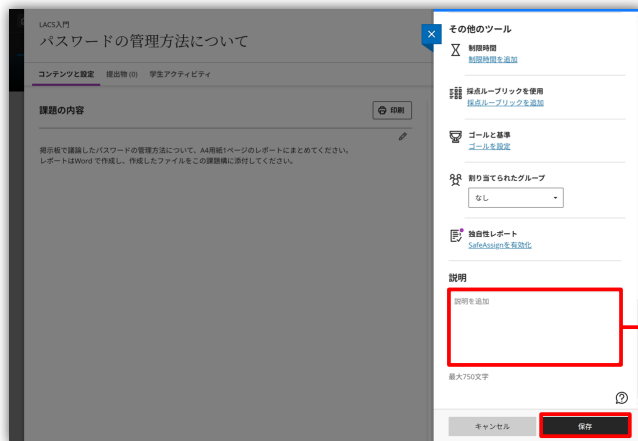 LACS入門
パスワードの管理方法について
コンテンツと設定 提出物 (0) 学生アクティビティ
課題の内容
印刷
掲示板で議論したパスワードの管理方法について、A4用紙1ページのレポートにまとめてください。
レポートはWord で作成し、作成したファイルをこの課題構に添付してください。
その他のツール
制限時間
制限時間を追加
採点ルーブリックを使用
採点ルーブリックを追加
ゴールと基準
ゴールを設定
割り当てられたグループ
なし
独自性レポート
SafeAssignを有効化
説明
説明を追加
最大750文字
キャンセル
保存